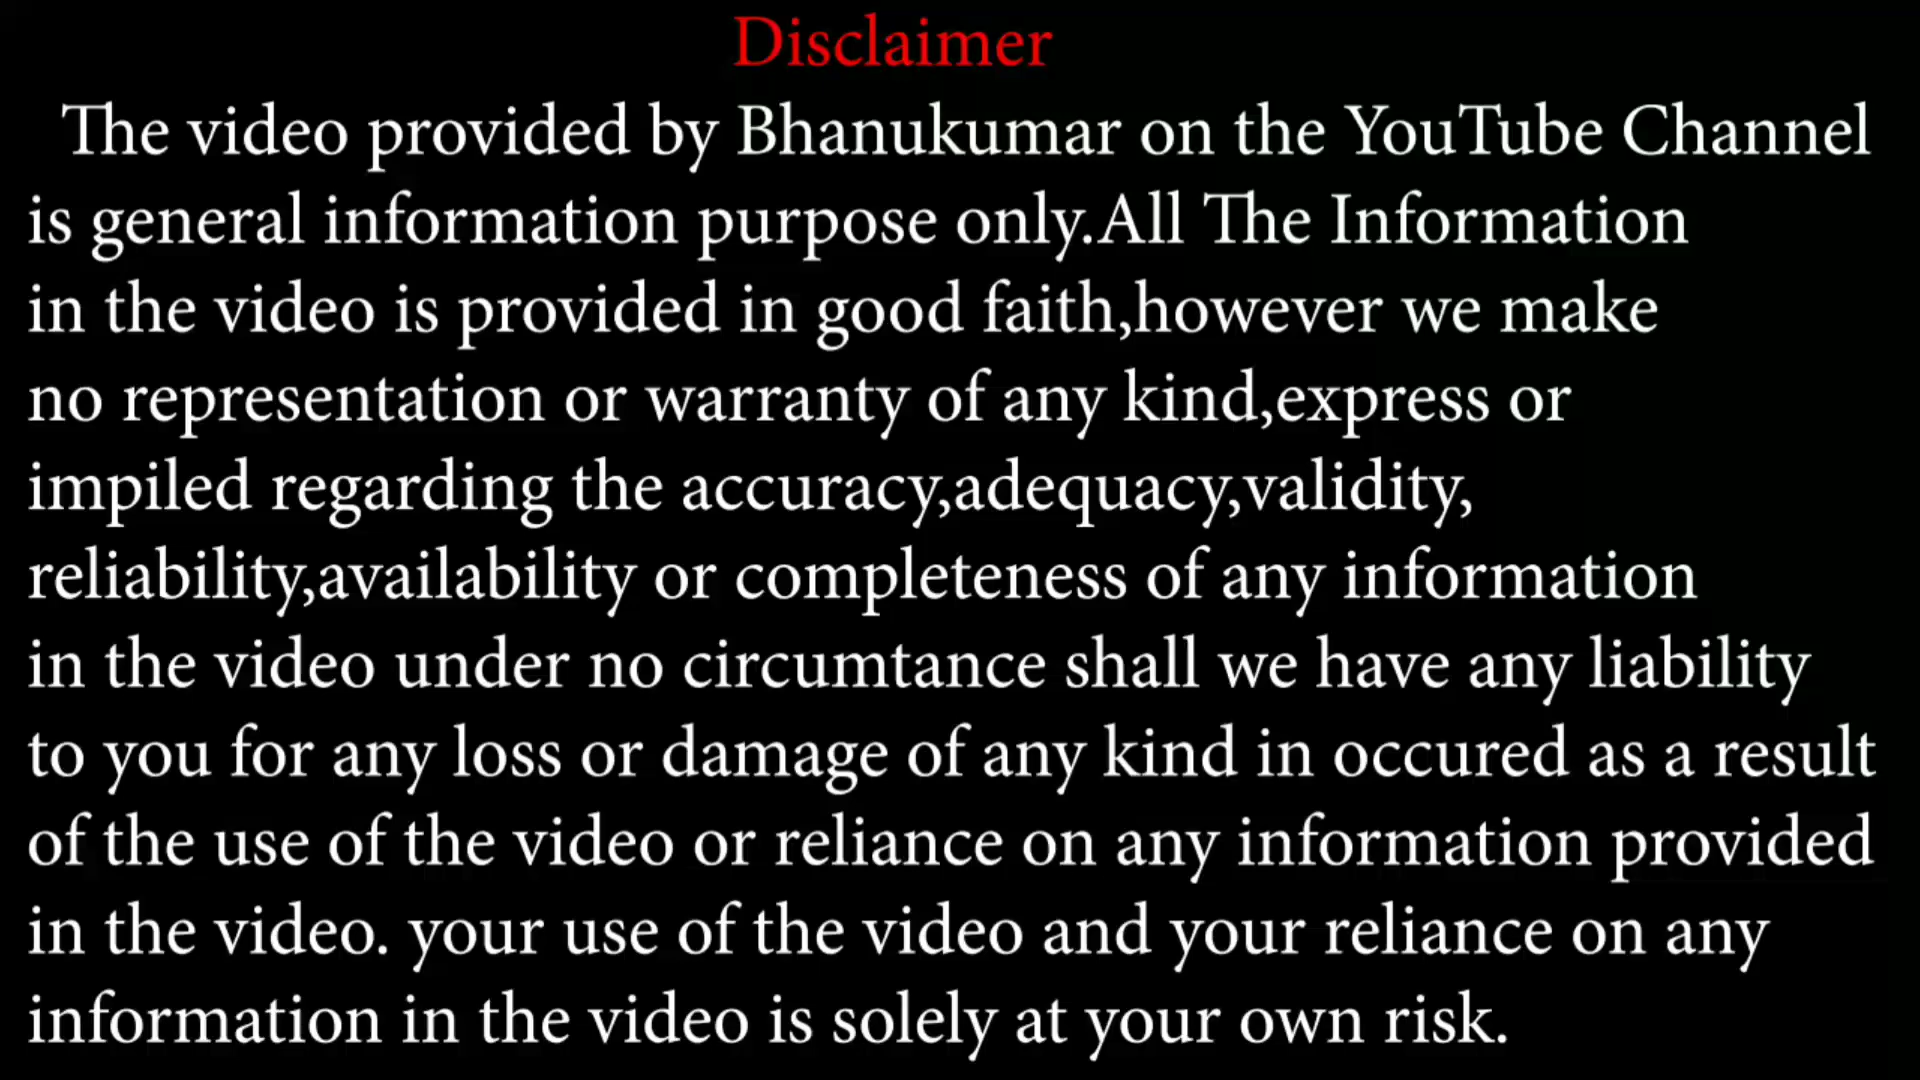 Disclaimer
The video provided by Bhanukumar on the YouTube Channel
is general information purpose only.All The Information
in the video is provided in good faith,however we make
no representation or warranty of any kind,express or
impiled regarding the accuracy,adequacy,validity,
reliability,availability or completeness of any information
in the video under no circumtance shall we have any liability
to you for any loss or damage of any kind in occured as a result
of the use of the video or reliance on any information provided
in the video. your use of the video and your reliance on any
information in the video is solely at your own risk.